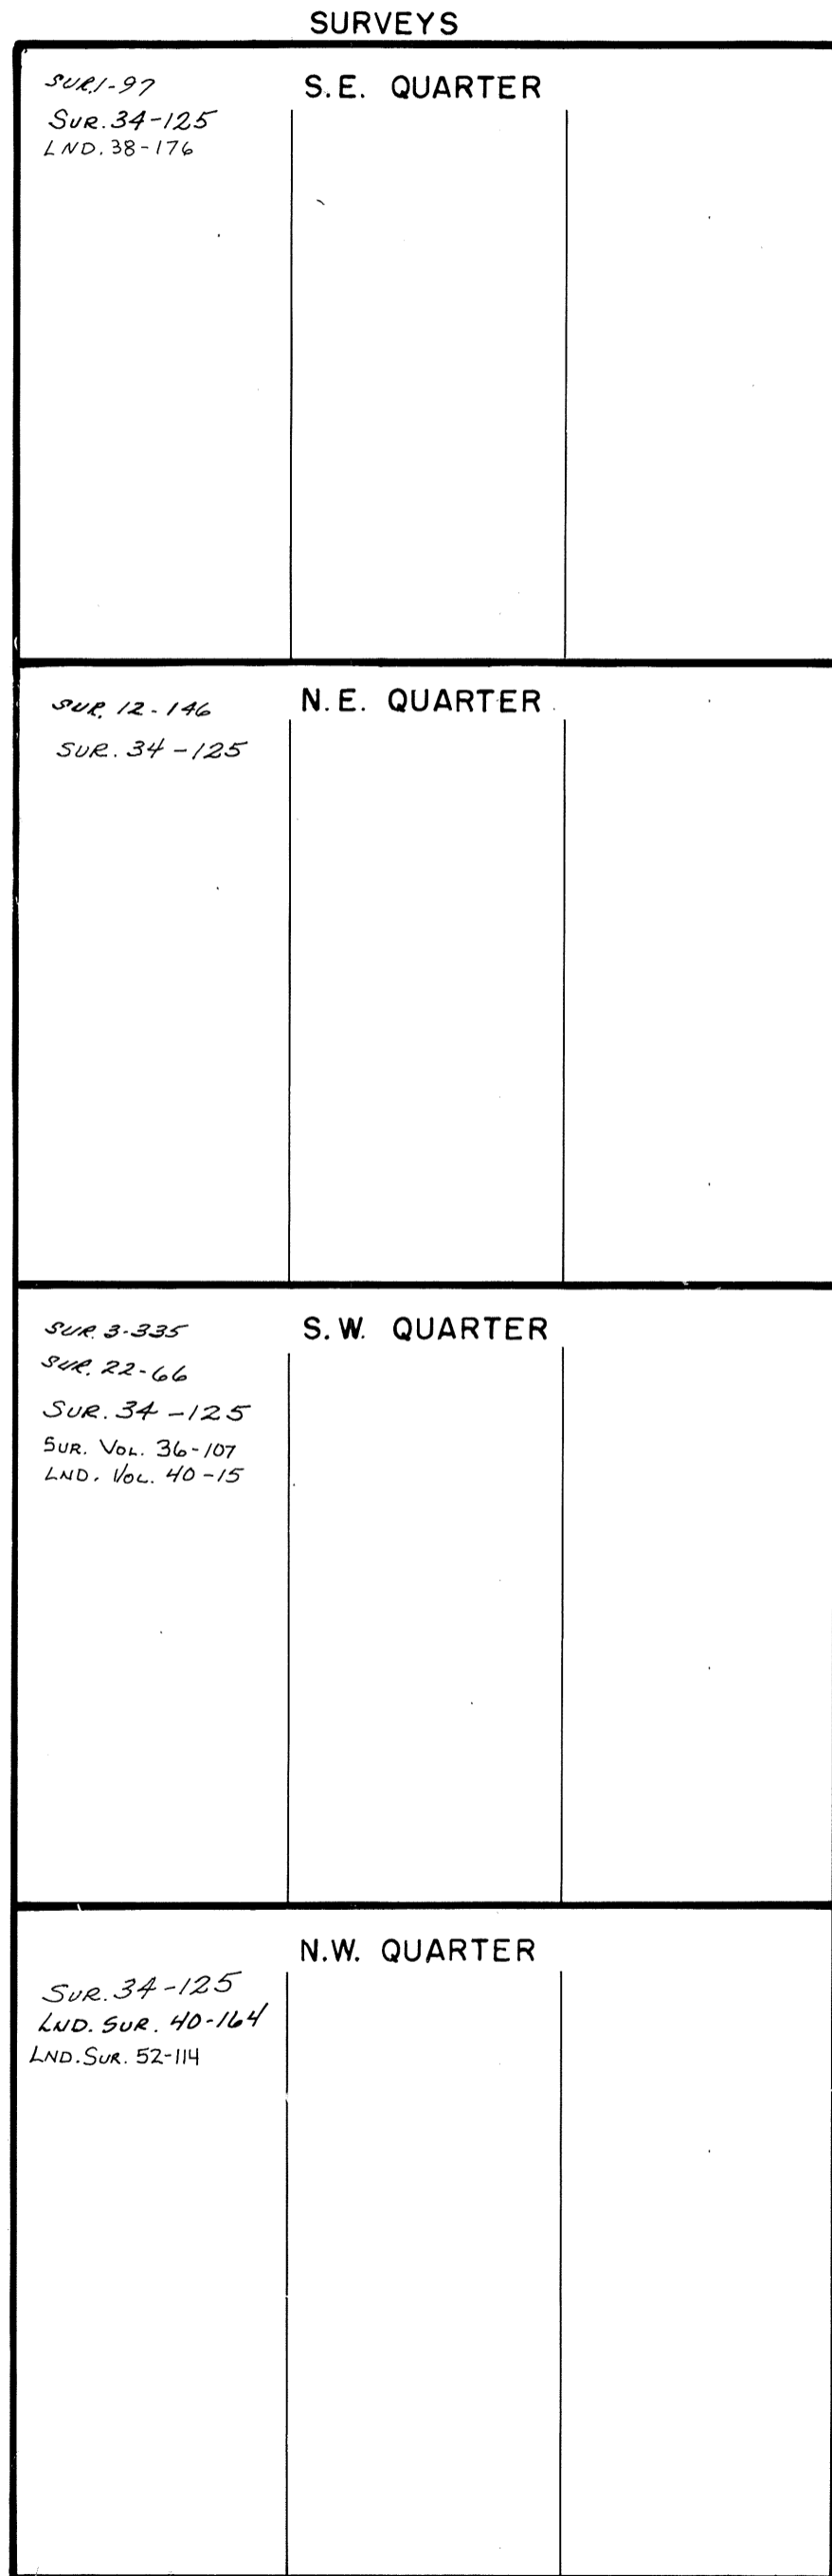 SURVEYS
S.E. QUARTER
SUR.1-97
SUR. 34-125
LND. 38-176
N.E. QUARTER
SUR. 12-146
SUR. 34-125
S.W. QUARTER
SUR. 3-335
SUR. 22-66
SUR. 34-125
SUR. VOL. 36-107
LND. VOL. 40-15
N.W. QUARTER
SUR. 34-125
LND. SUR. 40-164
LND. SUR. 52-114